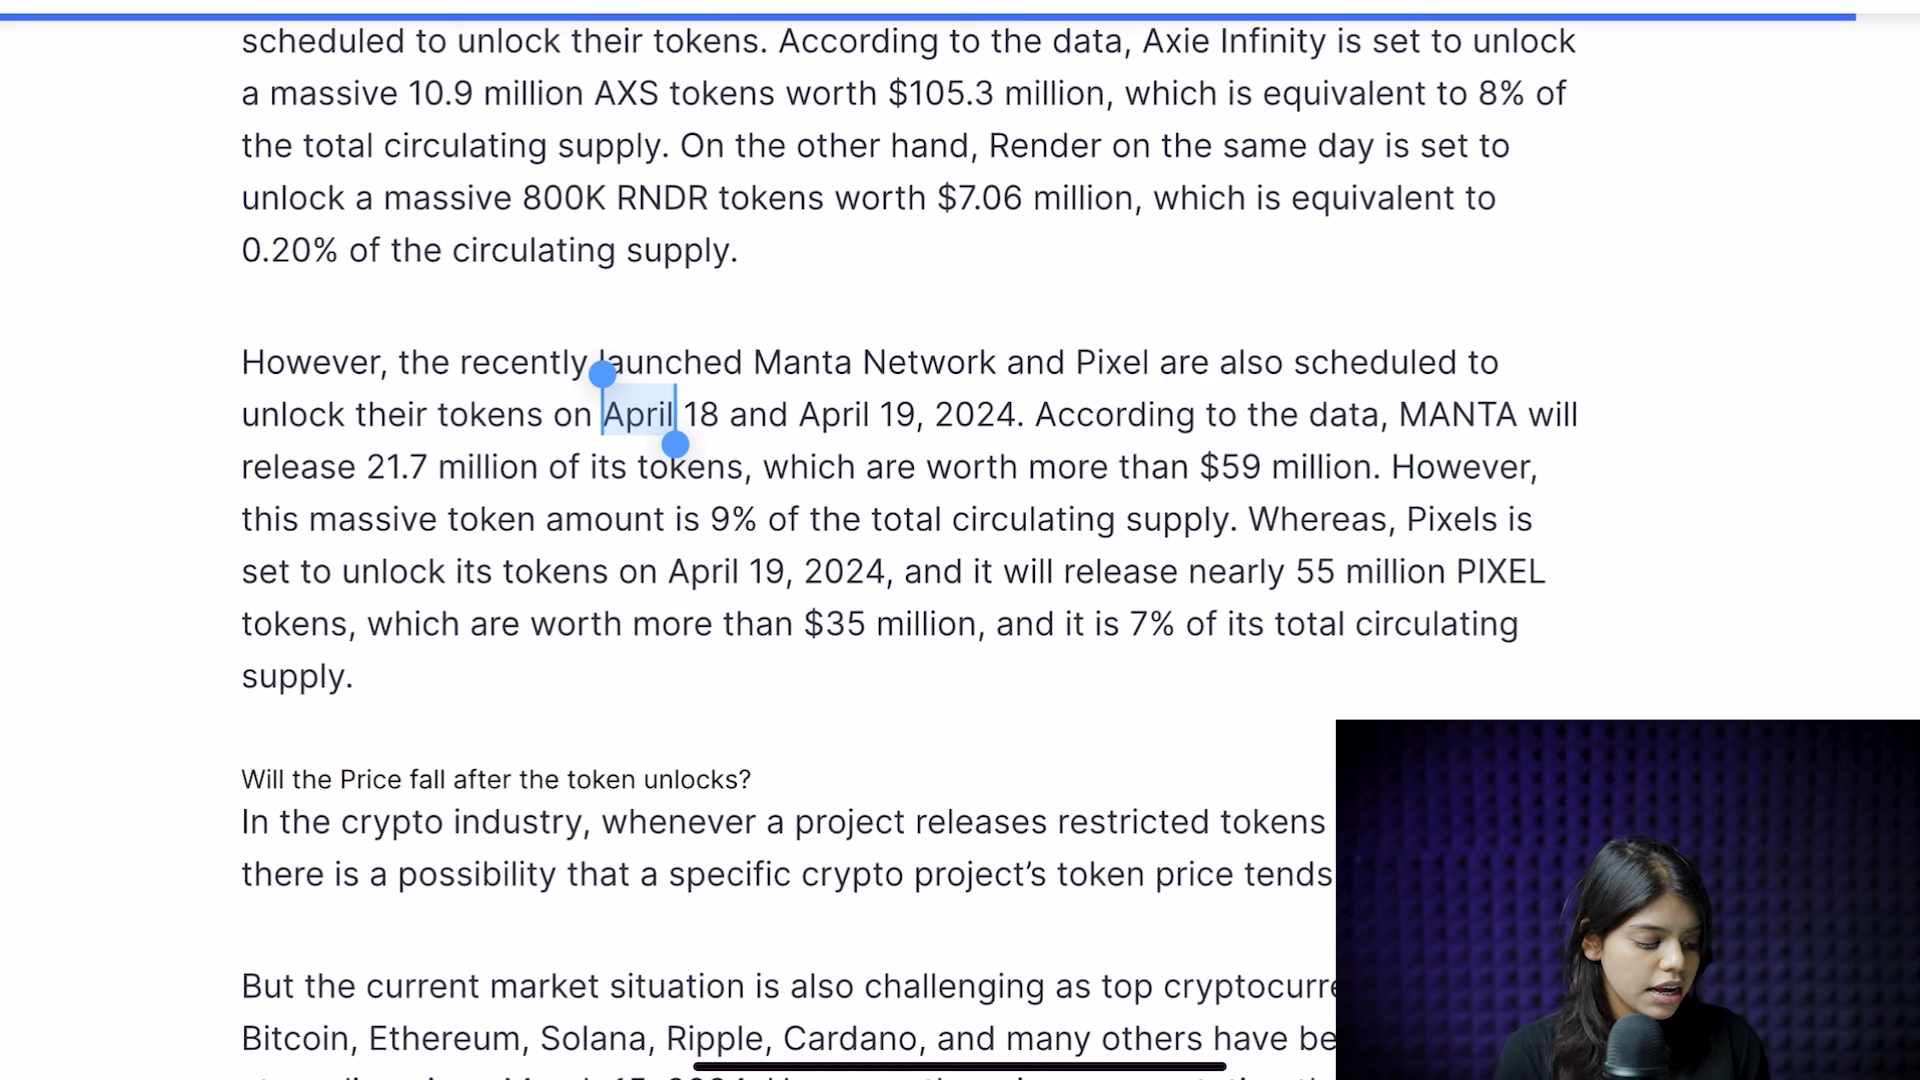 scheduled to unlock their tokens. According to the data, Axie Infinity is set to unlock
a massive 10.9 million AXS tokens worth $105.3 million, which is equivalent to 8% of
the total circulating supply. On the other hand, Render on the same day is set to
unlock a massive 800K RNDR tokens worth $7.06 million, which is equivalent to
0.20% of the circulating supply.
However, the recently launched Manta Network and Pixel are also scheduled to
unlock their tokens on April 18 and April 19, 2024. According to the data, MANTA will
release 21.7 million of its tokens, which are worth more than $59 million. However,
this massive token amount is 9% of the total circulating supply. Whereas, Pixels is
set to unlock its tokens on April 19, 2024, and it will release nearly 55 million PIXEL
tokens, which are worth more than $35 million, and it is 7% of its total circulating
supply.
Will the Price fall after the token unlocks?
In the crypto industry, whenever a project releases restricted tokens
there is a possibility that a specific crypto project’s token price tends
But the current market situation is also challenging as top cryptocurre
Bitcoin, Ethereum, Solana, Ripple, Cardano, and many others have be